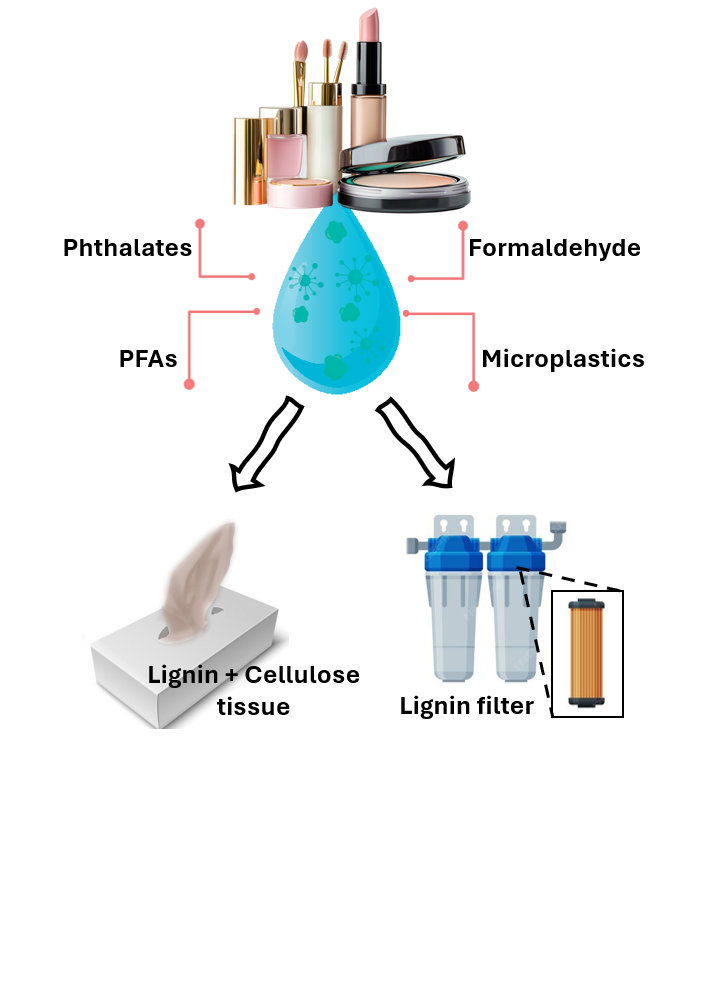 Phthalates
Formaldehyde
PFAs
Microplastics
Lignin + Cellulose
tissue
Lignin filter